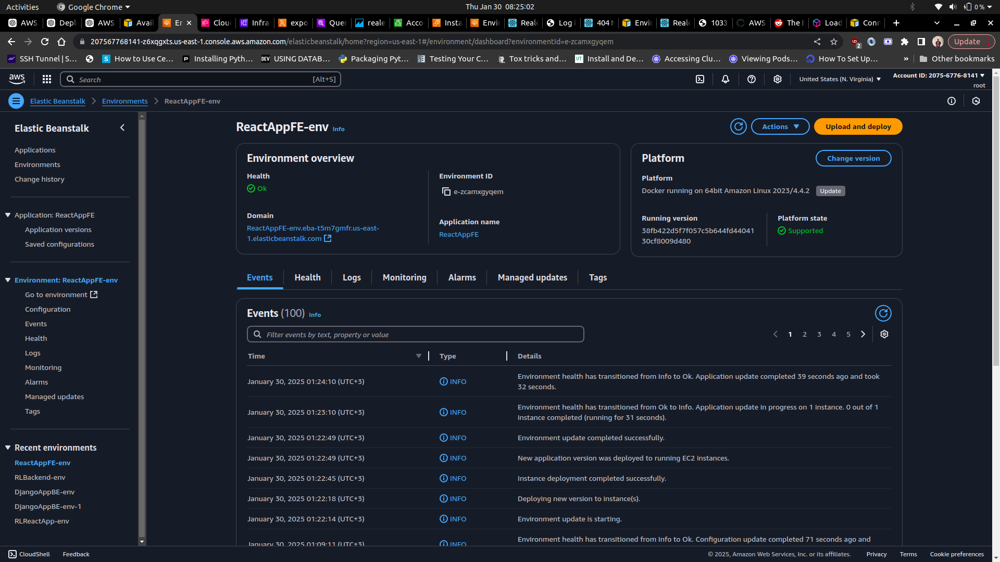 Activities
Google Chrome
Thu Jan 30 08:25:02
0 %
AWS
Depl
AWS
Avail
Er
Clou
Infra
expo
Quer
reale
Acco
Insta
Envir
Reale
Log i
404 N
Envir
Reale
1033
AWS
The E
Load
Conn
207567768141-z6xqgxts.us-east-1.console.aws.amazon.com/elasticbeanstalk/home?region=us-east-1#/environment/dashboard?environmentId=e-zcamxgyqem
2
Update
SSH Tunnel | S...
How to Use Ce...
Installing Pyth...
DEV USING DATAB...
Packaging Pyt...
Testing Your C...
Tox tricks and...
UT Install and De...
Accessing Clu...
Viewing Pods...
How To Set Up...
»
Other bookmarks
aws
Search
[Alt+S]
United States (N. Virginia)
Account ID: 2075-6776-8141
root
Elastic Beanstalk
Environments
ReactAppFE-env
Elastic Beanstalk
Applications
Environments
Change history
Application: ReactAppFE
Application versions
Saved configurations
Environment: ReactAppFE-env
Go to environment
Configuration
Events
Health
Logs
Monitoring
Alarms
Managed updates
Tags
Recent environments
ReactAppFE-env
RLBackend-env
DjangoAppBE-env
DjangoAppBE-env-1
RLReactApp-env
ReactAppFE-env Info
Actions
Upload and deploy
Environment overview
Health
Ok
Environment ID
e-zcamxgyqem
Domain
ReactAppFE-env.eba-t5m7gmfr.us-east-
1.elasticbeanstalk.com
Application name
ReactAppFE
Platform
Change version
Platform
Docker running on 64bit Amazon Linux 2023/4.4.2
Update
Running version
38fb422d5f7f057c5b644fd44041
30cf8009d480
Platform state
Supported
Events
Health
Logs
Monitoring
Alarms
Managed updates
Tags
Events (100) Info
Filter events by text, property or value
1 2 3 4 5
Time
Type
Details
January 30, 2025 01:24:10 (UTC+3)
INFO
Environment health has transitioned from Info to Ok. Application update completed 39 seconds ago and took
32 seconds.
January 30, 2025 01:23:10 (UTC+3)
INFO
Environment health has transitioned from Ok to Info. Application update in progress on 1 instance. 0 out of 1
instance completed (running for 31 seconds).
January 30, 2025 01:22:49 (UTC+3)
INFO
Environment update completed successfully.
January 30, 2025 01:22:49 (UTC+3)
INFO
New application version was deployed to running EC2 instances.
January 30, 2025 01:22:45 (UTC+3)
INFO
Instance deployment completed successfully.
January 30, 2025 01:22:18 (UTC+3)
INFO
Deploying new version to instance(s).
January 30, 2025 01:22:14 (UTC+3)
INFO
Environment update is starting.
January 30, 2025 01:09:11 (UTC+3)
INFO
Environment health has transitioned from Info to Ok. Configuration update completed 71 seconds ago and
CloudShell
Feedback
© 2025, Amazon Web Services, Inc. or its affiliates.
Privacy
Terms
Cookie preferences